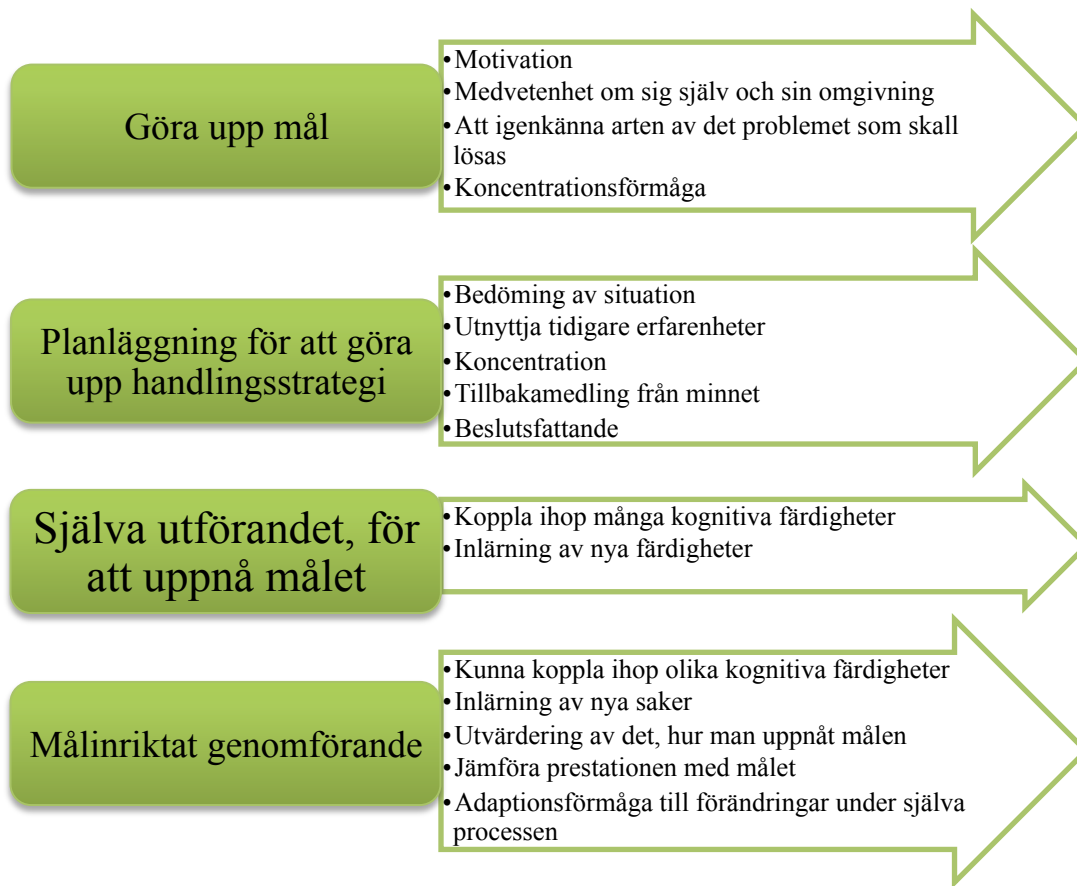 Göra upp mål
•Motivation
•Medvetenhet om sig själv och sin omgivning
•Att igenkänna arten av det problemet som skall
lösas
•Koncentrationsförmåga
Planläggning för att göra
upp handlingsstrategi
•Bedöming av situation
•Utnyttja tidigare erfarenheter
•Koncentration
•Tillbakamedling från minnet
•Beslutsfattande
Själva utförandet, för
att uppnå målet
•Koppla ihop många kognitiva färdigheter
•Inlärning av nya färdigheter
Målinriktat genomförande
•Kunna koppla ihop olika kognitiva färdigheter
•Inlärning av nya saker
•Utvärdering av det, hur man uppnåt målen
•Jämföra prestationen med målet
•Adaptionsförmåga till förändringar under själva
processen